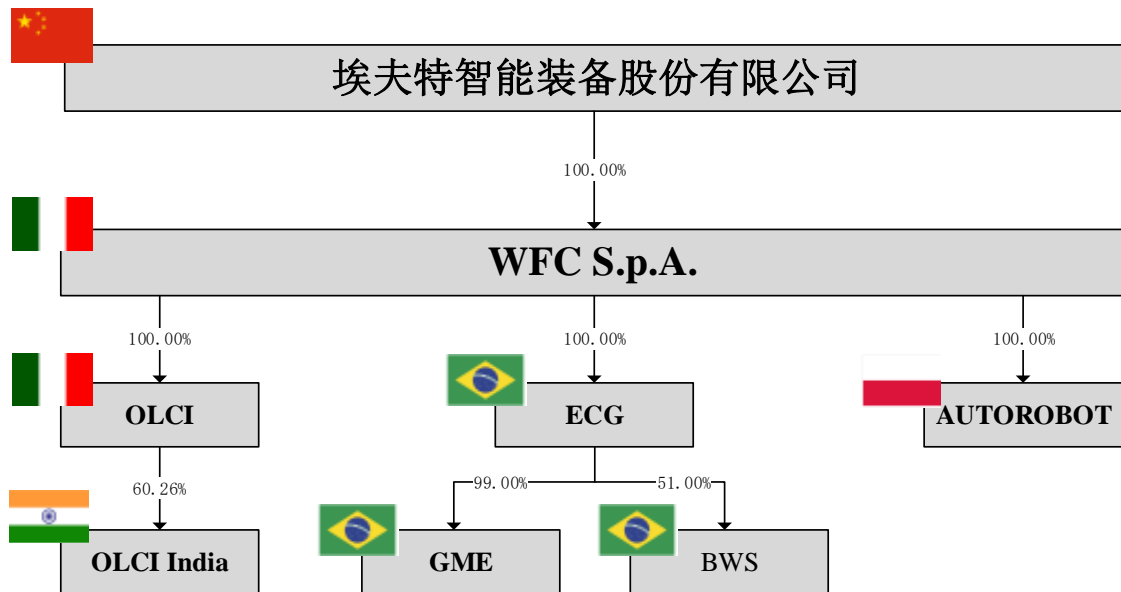 埃夫特智能装备股份有限公司
100.00%
WFC S.p.A.
100.00%
100.00%
100.00%
OLCI
ECG
AUTOROBOT
60.26%
99.00%
51.00%
OLCI India
GME
BWS